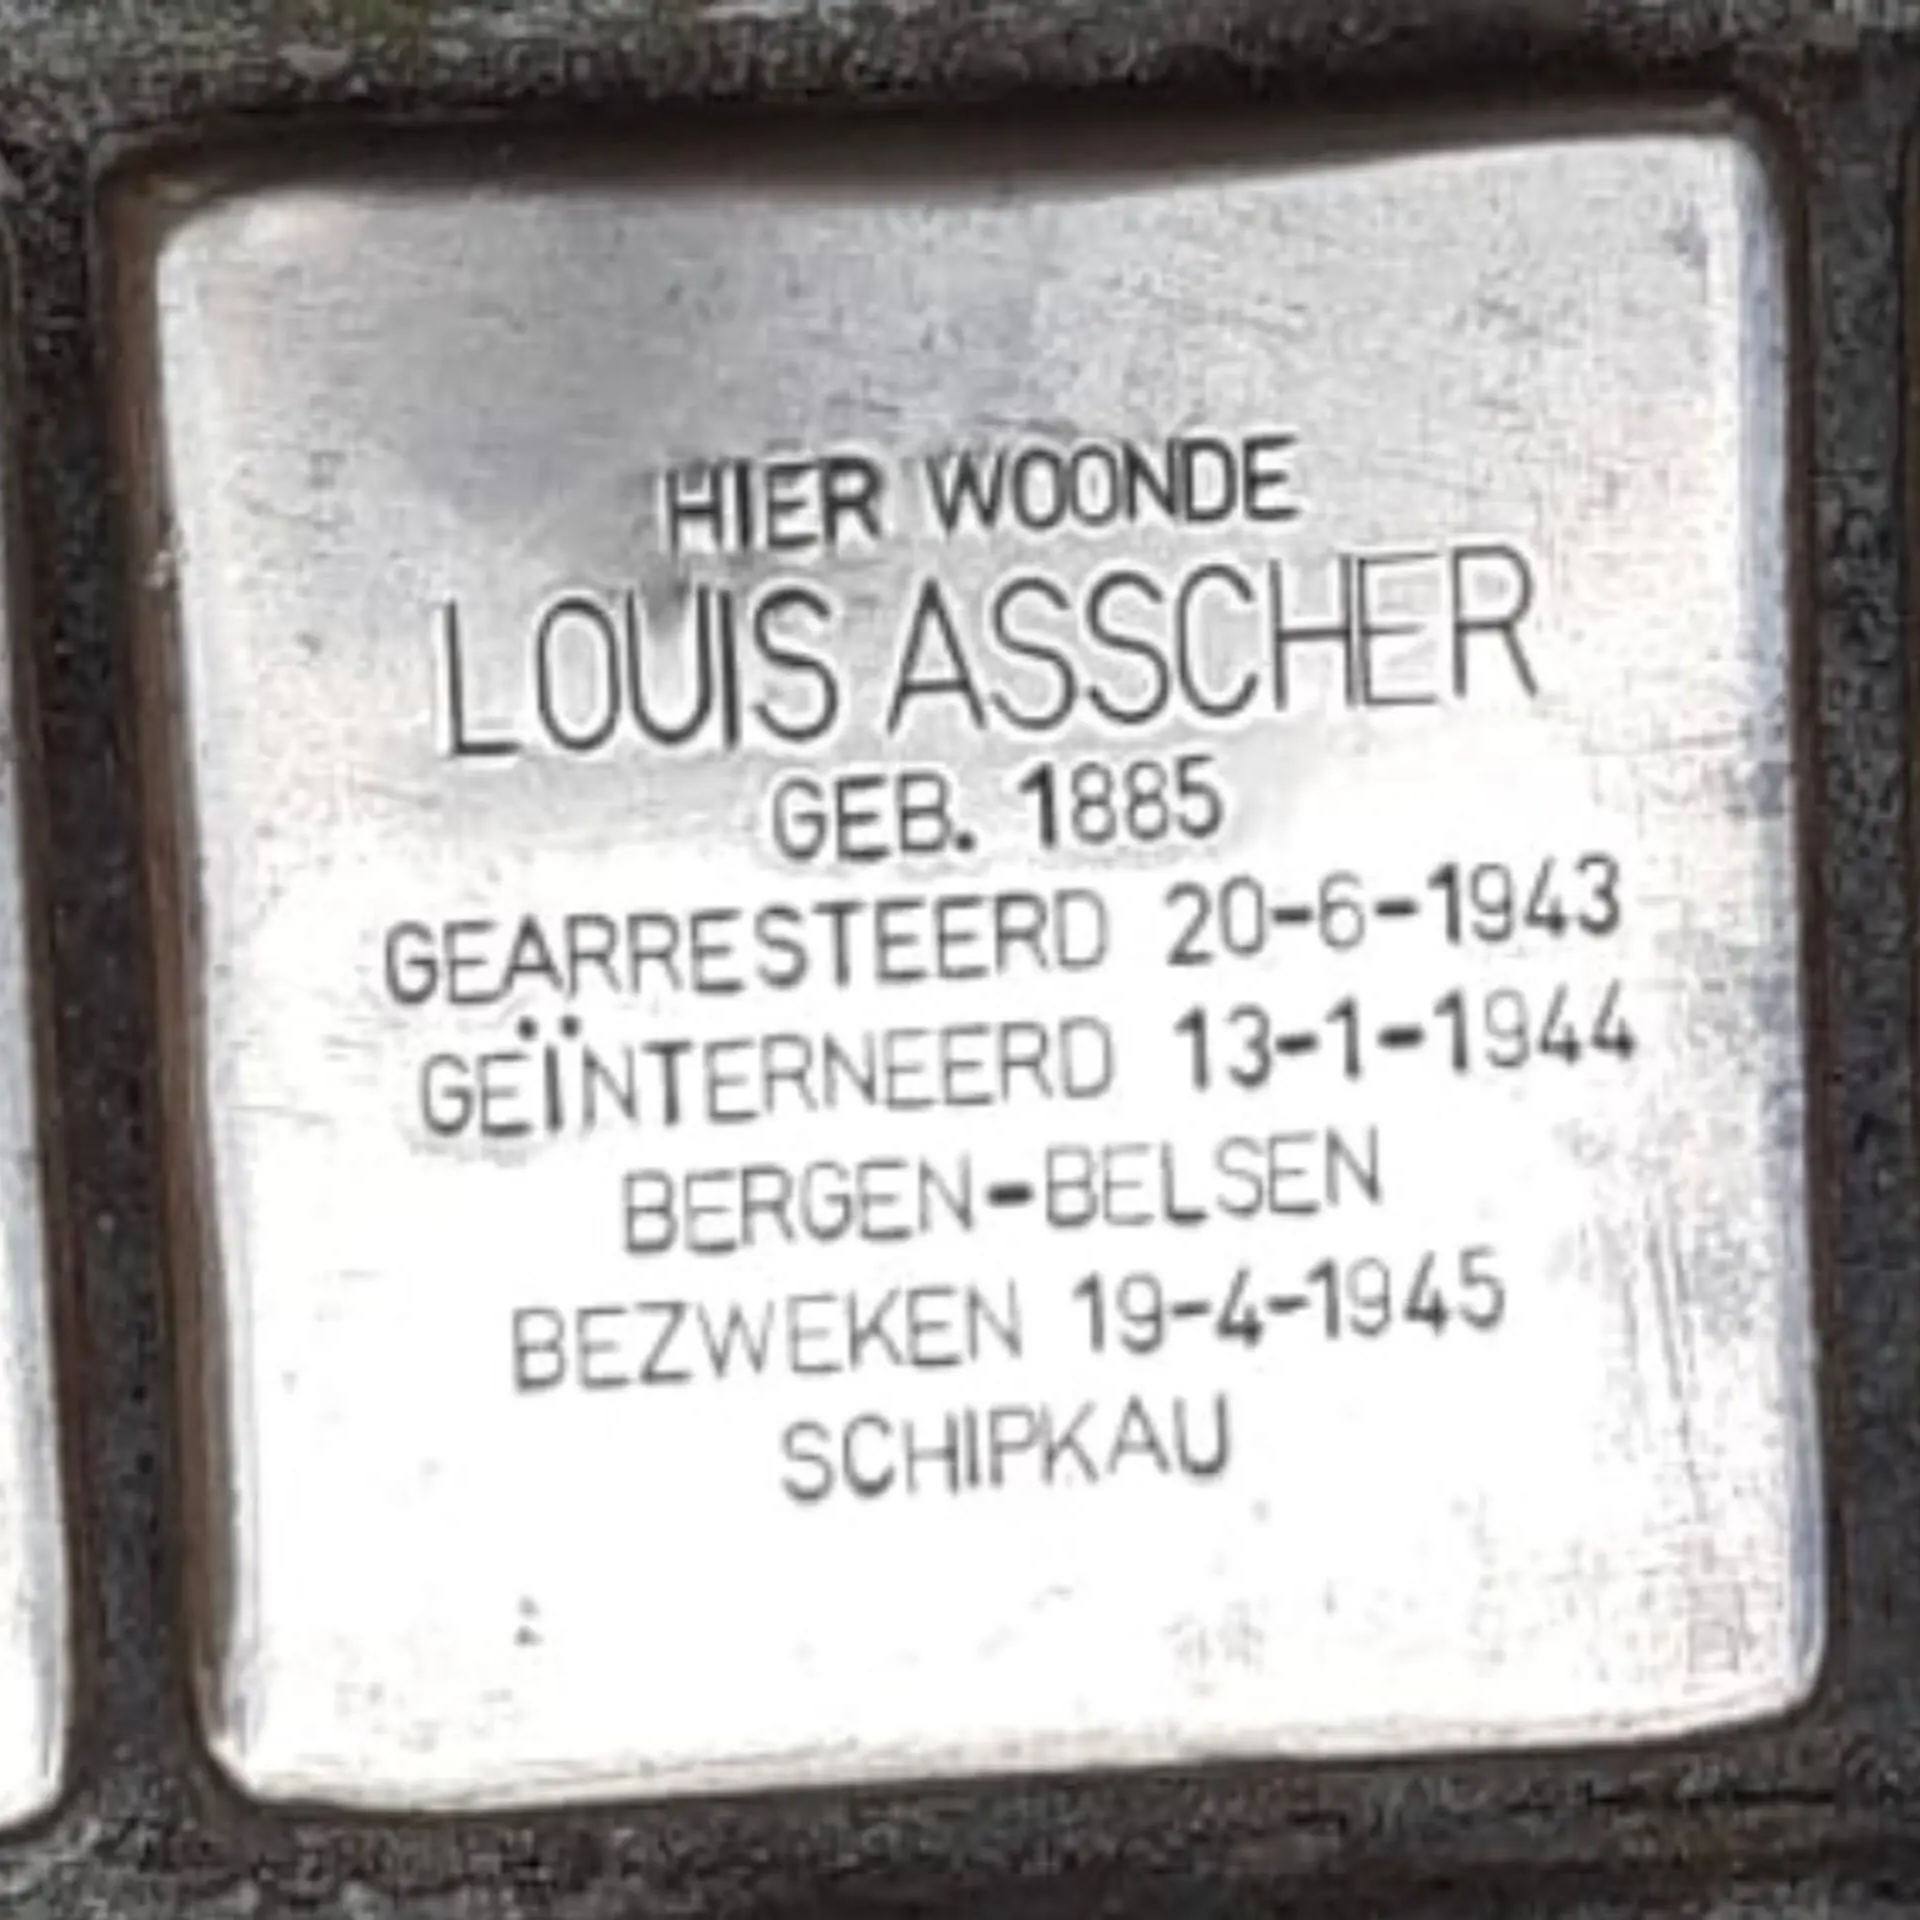 HIER WOONDE
LOUIS ASSCHER
GEB. 1885
GEARRESTEERD 20-6-1943
GEÏNTERNEERD 13-1-1944
BERGEN-BELSEN
BEZWEKEN 19-4-1945
SCHIPKAU